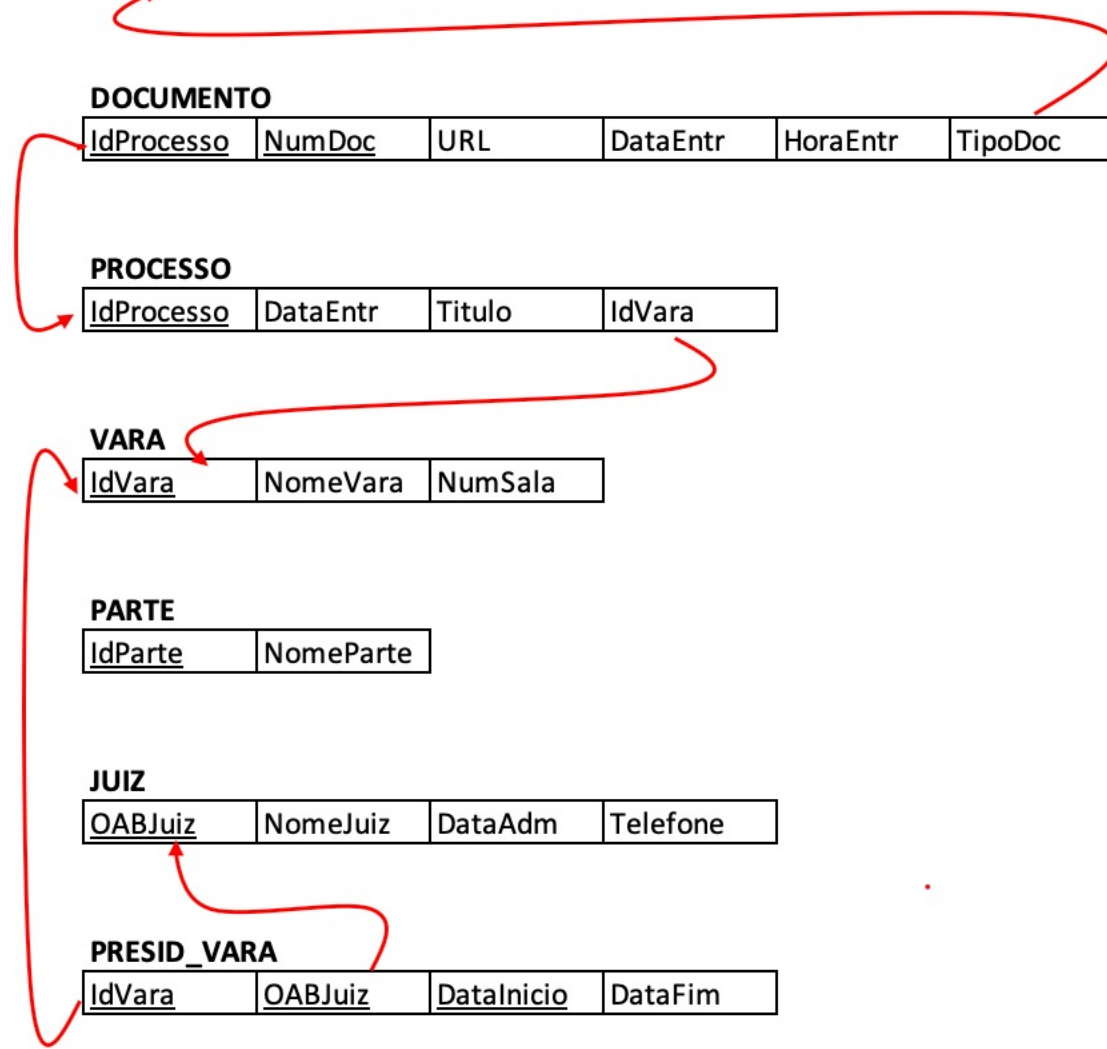 DOCUMENTO
IdProcesso NumDoc URL DataEntr HoraEntr TipoDoc
PROCESSO
IdProcesso DataEntr Titulo IdVara
VARA
IdVara NomeVara NumSala
PARTE
IdParte NomeParte
JUIZ
OABJuiz NomeJuiz DataAdm Telefone
PRESID_VARA
IdVara OABJuiz DataInicio DataFim